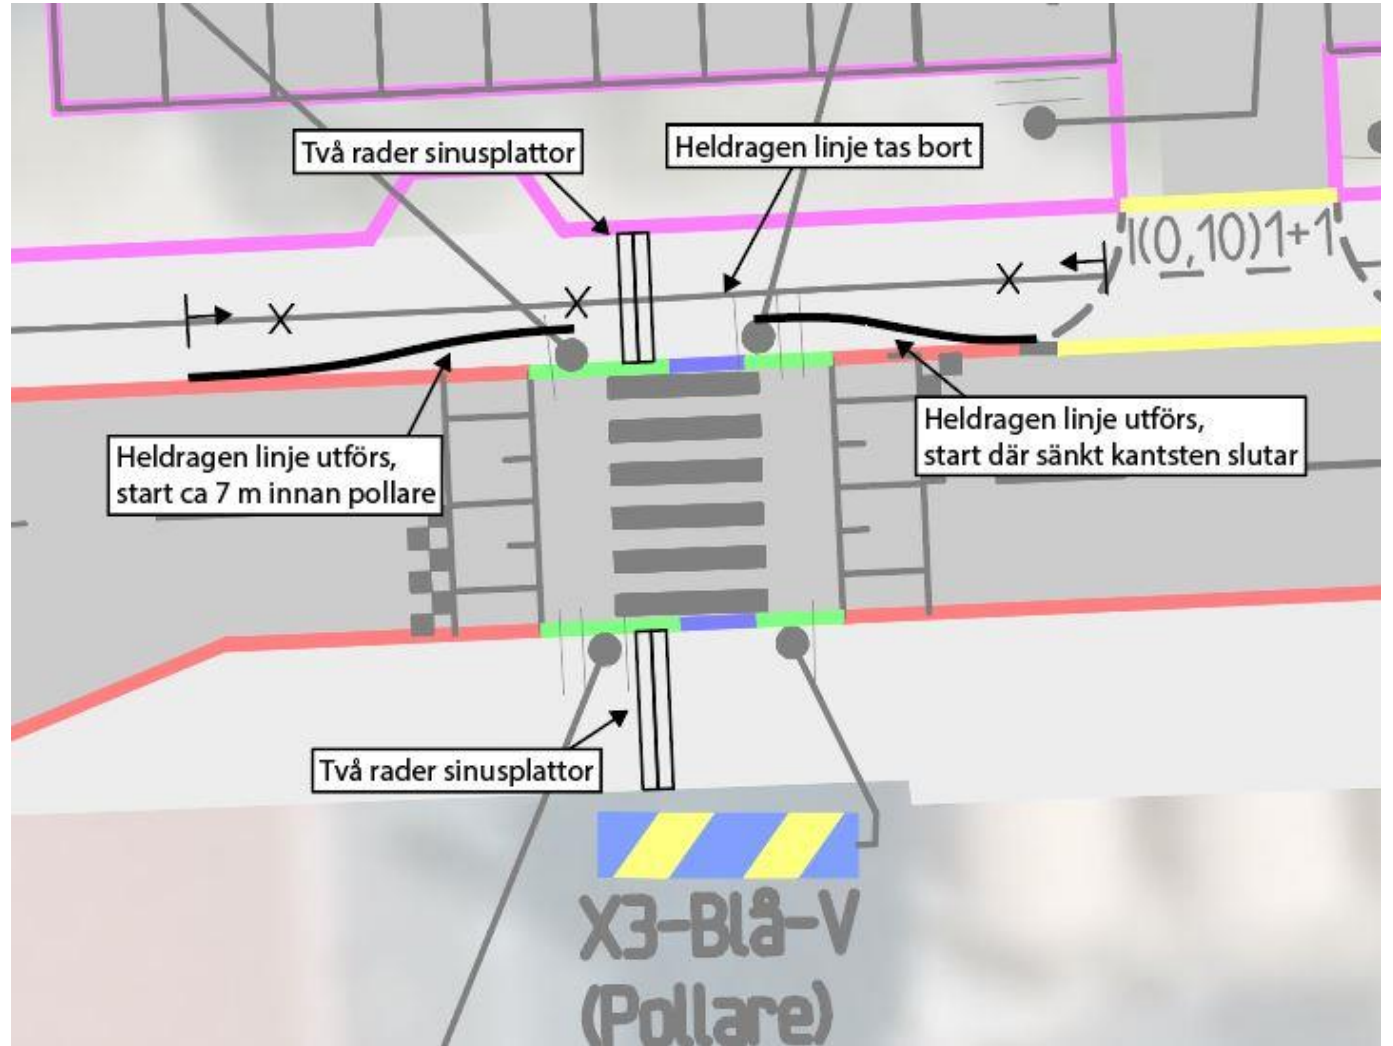 Två rader sinusplattor
Heldragen linje tas bort
I(0,10)1+1
X
X
X
Heldragen linje utförs,
start ca 7 m innan pollare
Heldragen linje utförs,
start där sänkt kantsten slutar
Två rader sinusplattor
X3-Blå-V
(Pollare)